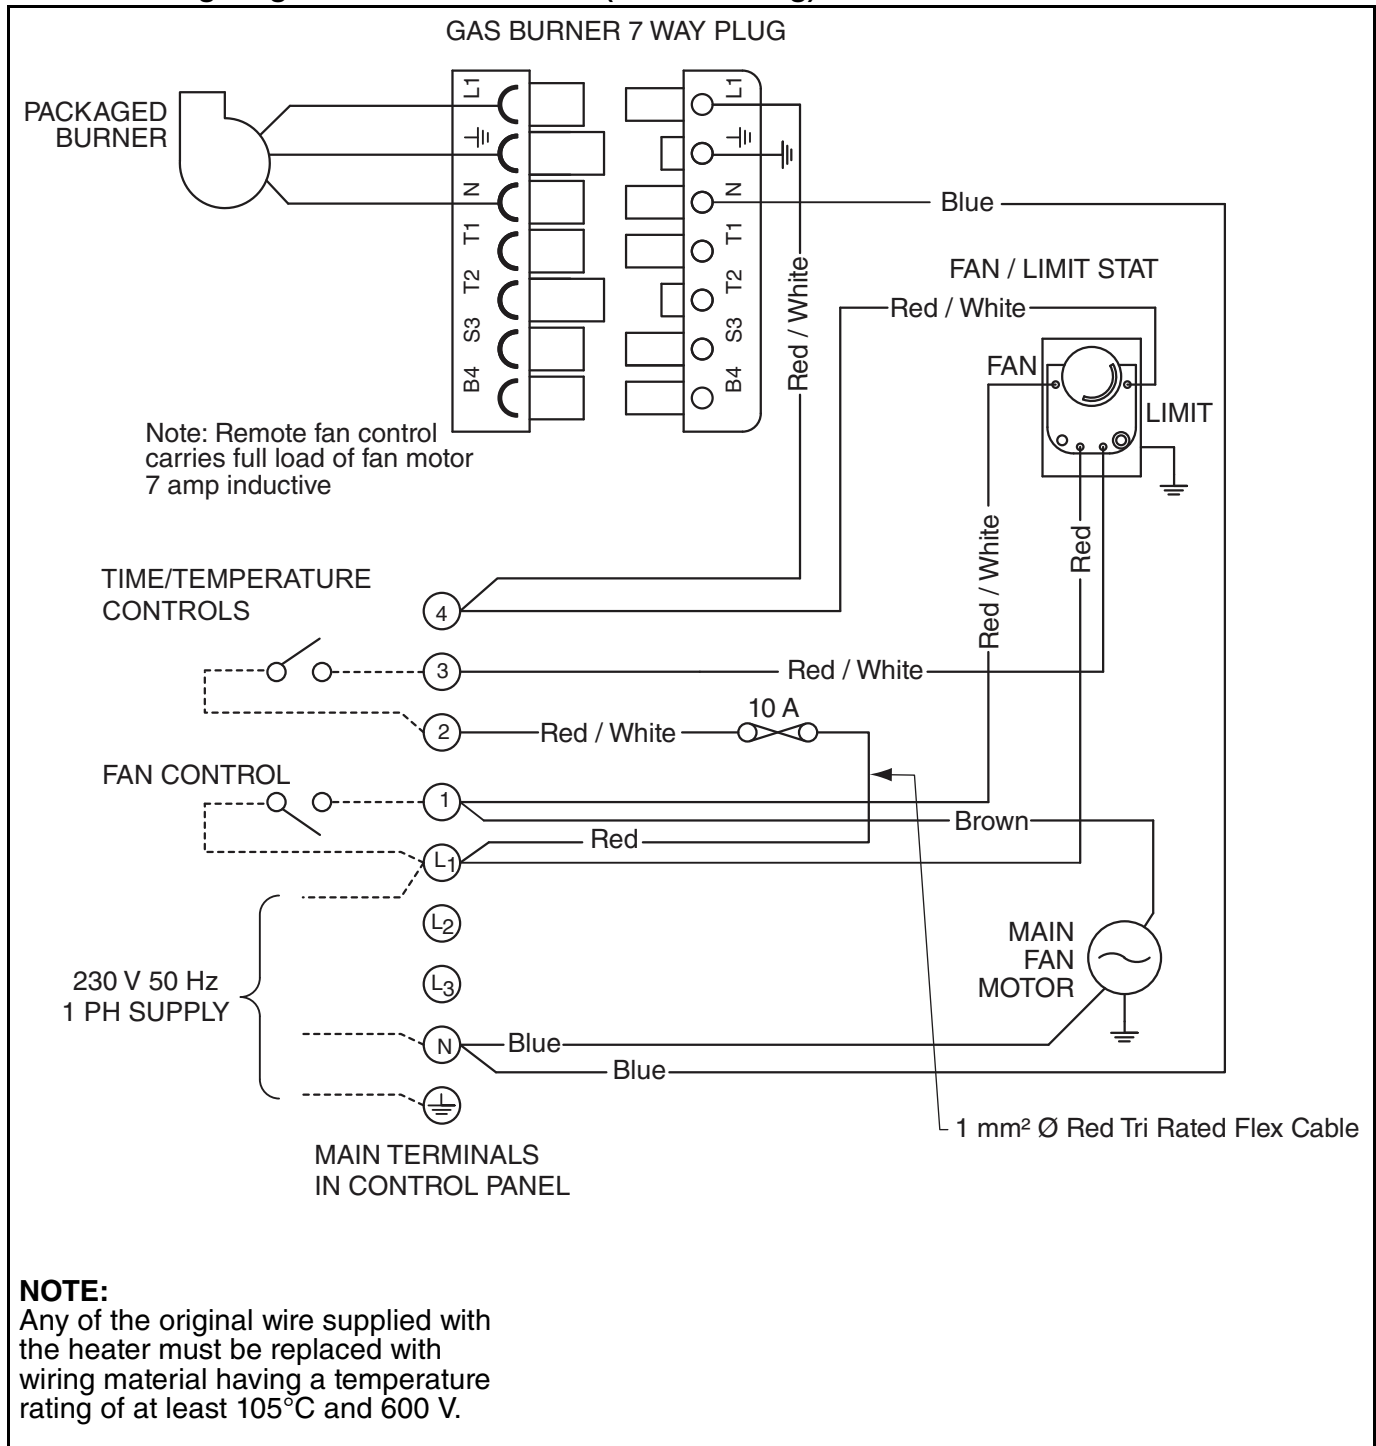 GAS BURNER 7 WAY PLUG
PACKAGED
BURNER
L1
N
T1
T2
S3
B4
L1
N
T1
T2
S3
B4
Blue
Red / White
FAN / LIMIT STAT
Red / White
FAN
LIMIT
Note: Remote fan control
carries full load of fan motor
7 amp inductive
Red / White
Red
TIME/TEMPERATURE
CONTROLS
4
3
Red / White
2
Red / White
10 A
FAN CONTROL
1
Brown
Red
L1
L2
L3
230 V 50 Hz
1 PH SUPPLY
MAIN
FAN
MOTOR
N
Blue
Blue
1 mm² Ø Red Tri Rated Flex Cable
MAIN TERMINALS
IN CONTROL PANEL
NOTE:
Any of the original wire supplied with
the heater must be replaced with
wiring material having a temperature
rating of at least 105°C and 600 V.